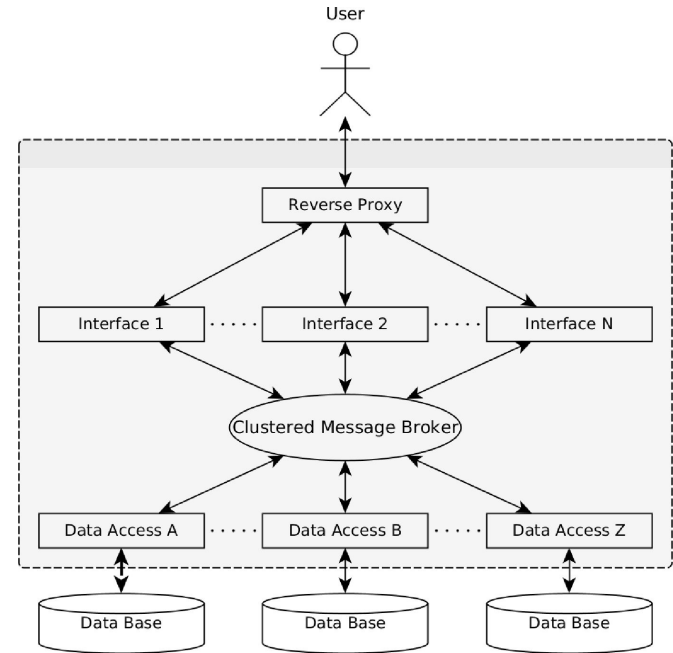 User
Reverse Proxy
Interface 1
Interface 2
Interface N
Clustered Message Broker
Data Access A
Data Access B
Data Access Z
Data Base
Data Base
Data Base